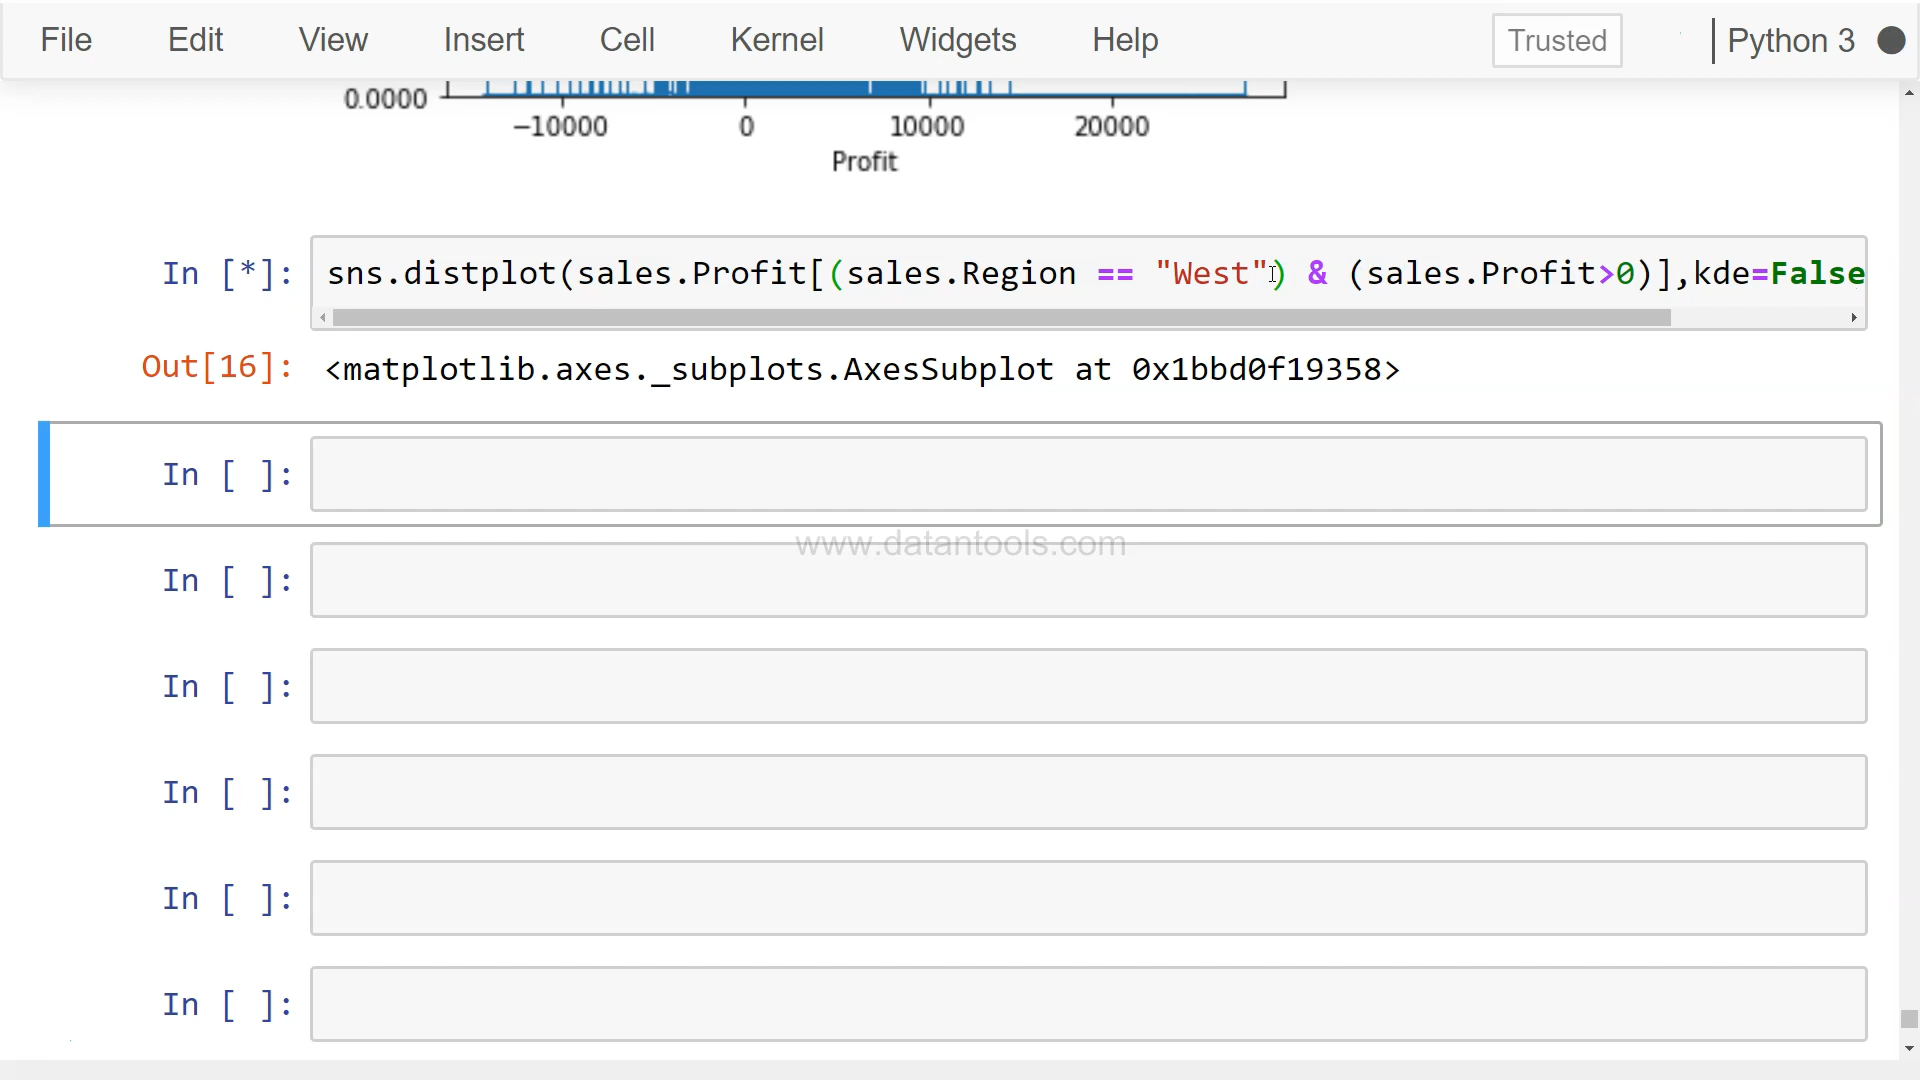 File Edit View Insert Cell Kernel Widgets Help Trusted Python 3
0.0000
−10000 0 10000 20000
Profit
In [*]: sns.distplot(sales.Profit[(sales.Region == "West") & (sales.Profit>0)],kde=False
Out[16]: <matplotlib.axes._subplots.AxesSubplot at 0x1bbd0f19358>
In [ ]:
www.datantools.com
In [ ]:
In [ ]:
In [ ]:
In [ ]:
In [ ]: